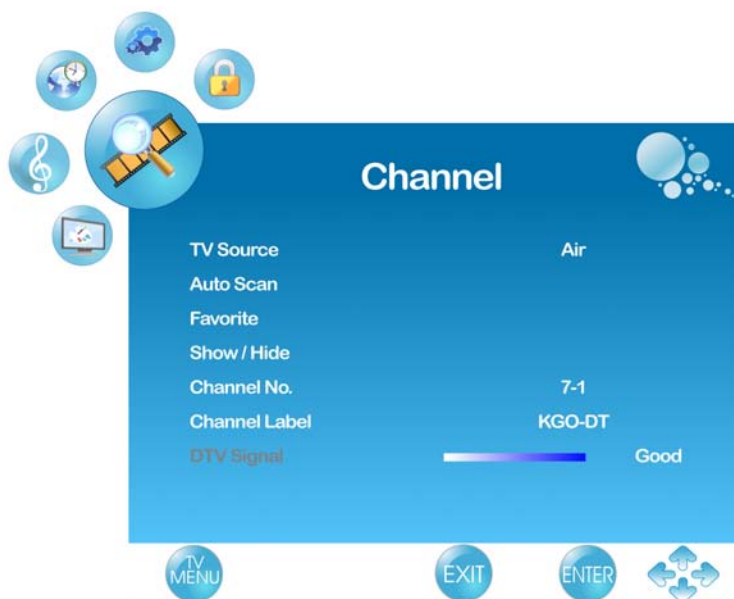 Channel
TV Source Air
Auto Scan
Favorite
Show / Hide
Channel No. 7-1
Channel Label KGO-DT
DTV Signal Good
TV
MENU
EXIT
ENTER